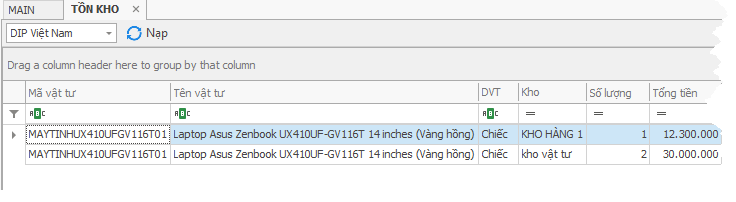 MAIN TỒN KHO ×
DIP Việt Nam Nạp
Drag a column header here to group by that column
Mã vật tư Tên vật tư DVT Kho Số lượng Tổng tiền
ABC ABC ABC = = =
MAYTINHUX410UFGV116T01 Laptop Asus Zenbook UX410UF-GV116T 14 inches (Vàng hồng) Chiếc KHO HÀNG 1 1 12.300.000
MAYTINHUX410UFGV116T01 Laptop Asus Zenbook UX410UF-GV116T 14 inches (Vàng hồng) Chiếc kho vật tư 2 30.000.000